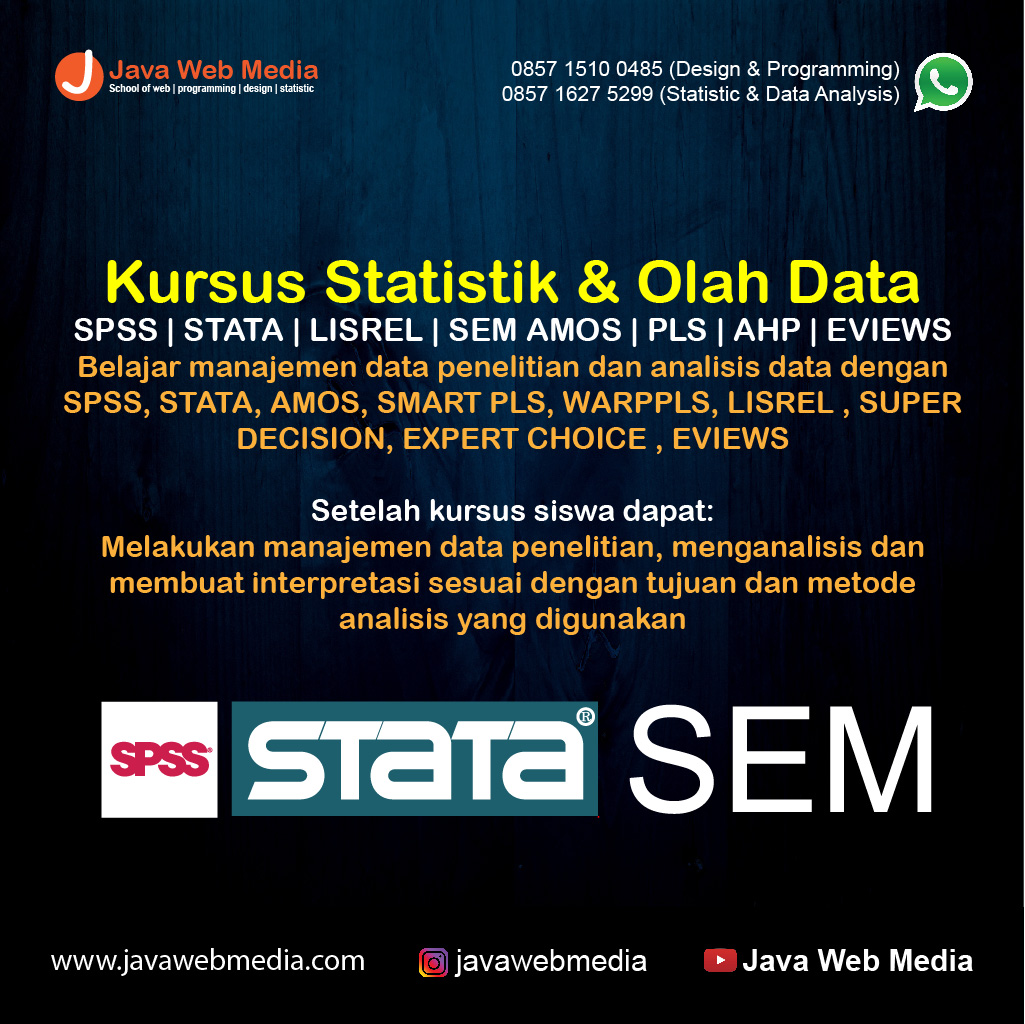 Java Web Media
School of web | programming | design | statistic
0857 1510 0485 (Design & Programming)
0857 1627 5299 (Statistic & Data Analysis)
Kursus Statistik & Olah Data
SPSS | STATA | LISREL | SEM AMOS | PLS | AHP | EVIEWS
Belajar manajemen data penelitian dan analisis data dengan
SPSS, STATA, AMOS, SMART PLS, WARPPLS, LISREL , SUPER
DECISION, EXPERT CHOICE , EVIEWS
Setelah kursus siswa dapat:
Melakukan manajemen data penelitian, menganalisis dan
membuat interpretasi sesuai dengan tujuan dan metode
analisis yang digunakan
SPSS® STATA® SEM
www.javawebmedia.com javawebmedia Java Web Media